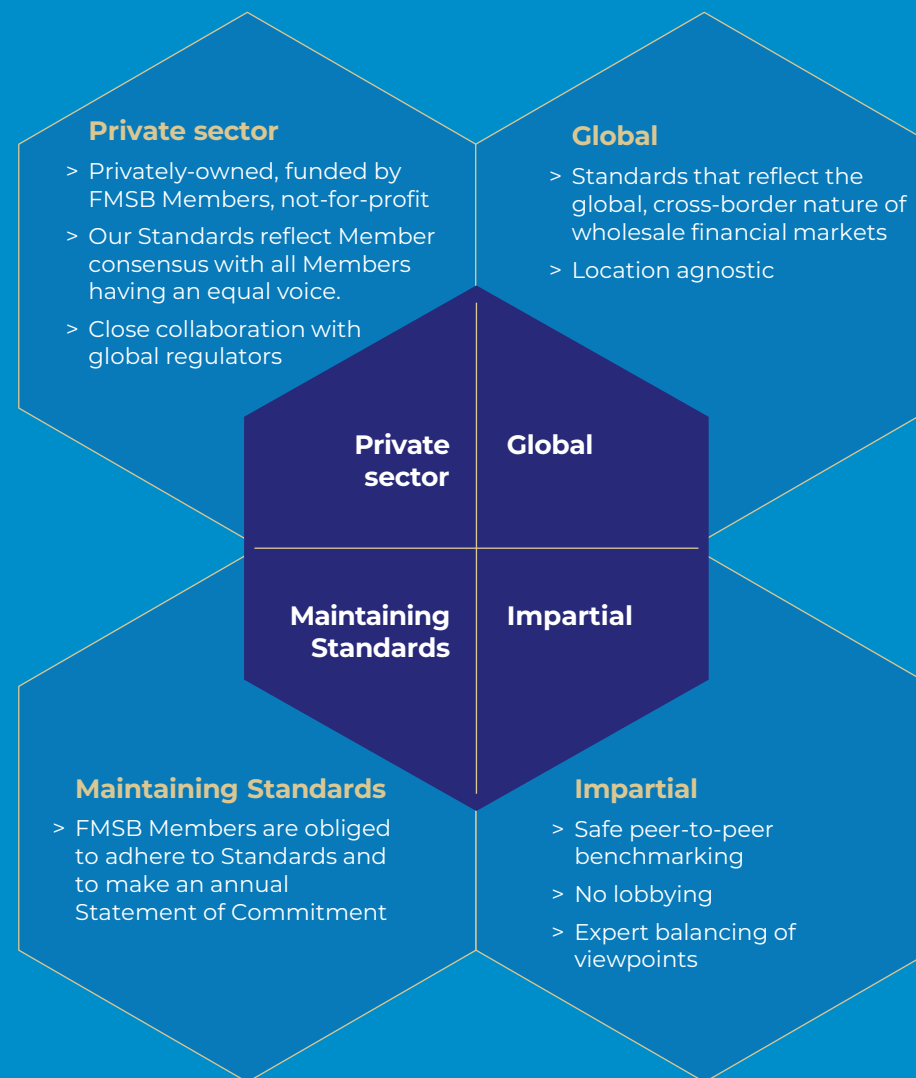 Private sector
> Privately-owned, funded by
FMSB Members, not-for-profit
> Our Standards reflect Member
consensus with all Members
having an equal voice.
> Close collaboration with
global regulators
Global
> Standards that reflect the
global, cross-border nature of
wholesale financial markets
> Location agnostic
Private
sector
Global
Maintaining
Standards
Impartial
Maintaining Standards
> FMSB Members are obliged
to adhere to Standards and
to make an annual
Statement of Commitment
Impartial
> Safe peer-to-peer
benchmarking
> No lobbying
> Expert balancing of
viewpoints